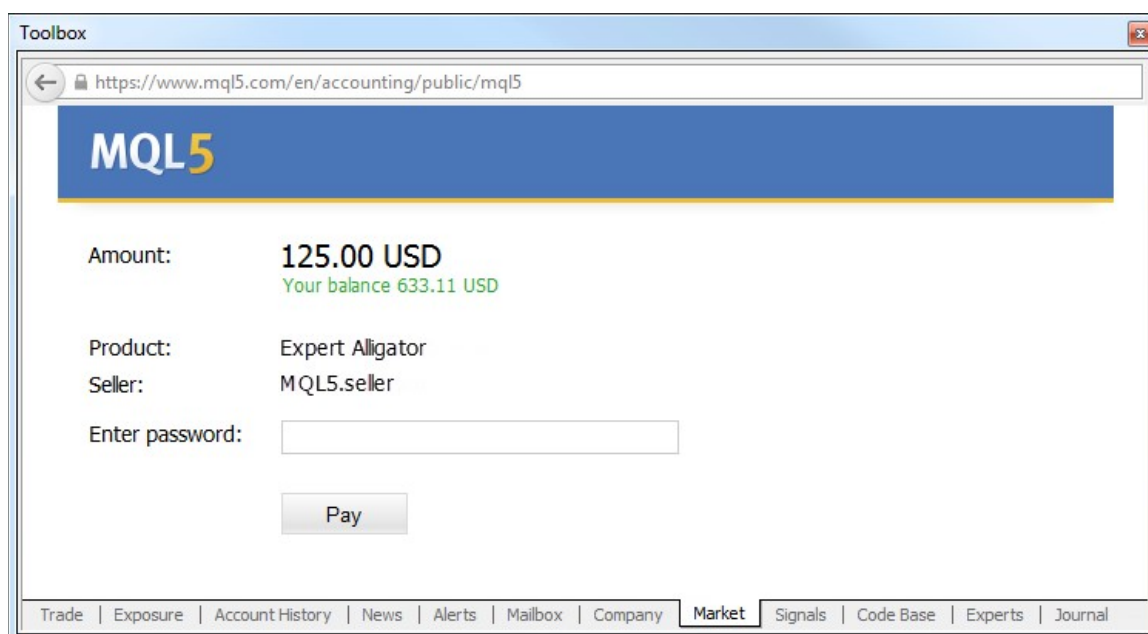 Toolbox
https://www.mql5.com/en/accounting/public/mql5
MQL5
Amount: 125.00 USD
Your balance 633.11 USD
Product: Expert Alligator
Seller: MQL5.seller
Enter password:
Pay
Trade | Exposure | Account History | News | Alerts | Mailbox | Company | Market | Signals | Code Base | Experts | Journal